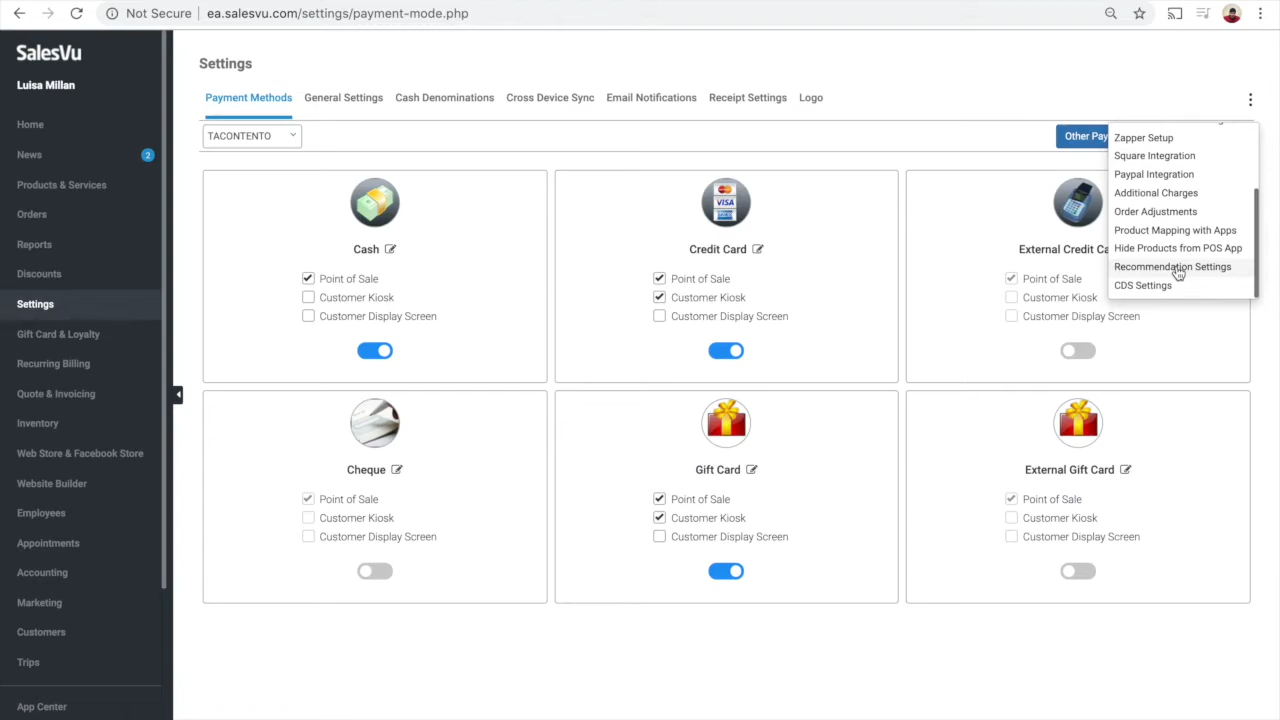 Not Secure | ea.salesvu.com/settings/payment-mode.php
SalesVu
Luisa Millan
Home
News 2
Products & Services
Orders
Reports
Discounts
Settings
Gift Card & Loyalty
Recurring Billing
Quote & Invoicing
Inventory
Web Store & Facebook Store
Website Builder
Employees
Appointments
Accounting
Marketing
Customers
Trips
App Center
Settings
Payment Methods General Settings Cash Denominations Cross Device Sync Email Notifications Receipt Settings Logo
TACONTENTO
Other Pay
Zapper Setup
Square Integration
Paypal Integration
Additional Charges
Order Adjustments
Product Mapping with Apps
Hide Products from POS App
Recommendation Settings
CDS Settings
Cash
Point of Sale
Customer Kiosk
Customer Display Screen
VISA
Credit Card
Point of Sale
Customer Kiosk
Customer Display Screen
External Credit Ca
Point of Sale
Customer Kiosk
Customer Display Screen
Cheque
Point of Sale
Customer Kiosk
Customer Display Screen
Gift Card
Point of Sale
Customer Kiosk
Customer Display Screen
External Gift Card
Point of Sale
Customer Kiosk
Customer Display Screen